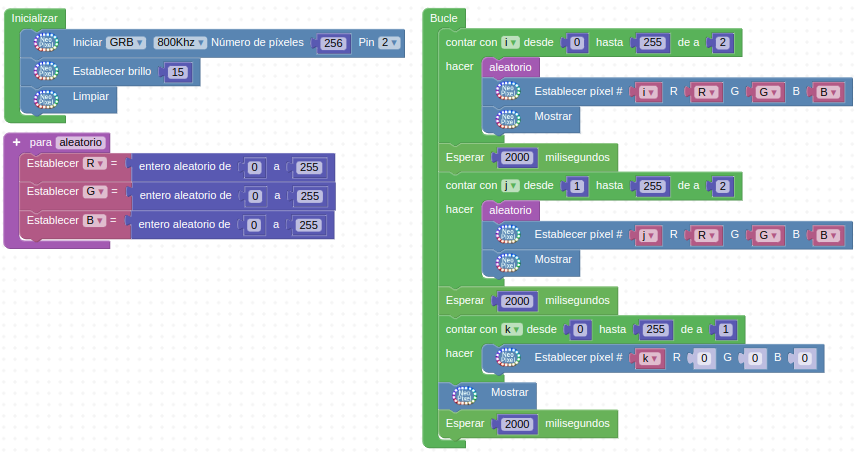 Inicializar
Neo Pixel Iniciar GRB 800Khz Número de píxeles 256 Pin 2
Neo Pixel Establecer brillo 15
Neo Pixel Limpiar
+ para aleatorio
Establecer R = entero aleatorio de 0 a 255
Establecer G = entero aleatorio de 0 a 255
Establecer B = entero aleatorio de 0 a 255
Bucle
contar con i desde 0 hasta 255 de a 2
hacer aleatorio
Neo Pixel Establecer píxel # i R R G G B B
Neo Pixel Mostrar
Esperar 2000 milisegundos
contar con j desde 1 hasta 255 de a 2
hacer aleatorio
Neo Pixel Establecer píxel # j R R G G B B
Neo Pixel Mostrar
Esperar 2000 milisegundos
contar con k desde 0 hasta 255 de a 1
hacer Neo Pixel Establecer píxel # k R 0 G 0 B 0
Neo Pixel Mostrar
Esperar 2000 milisegundos